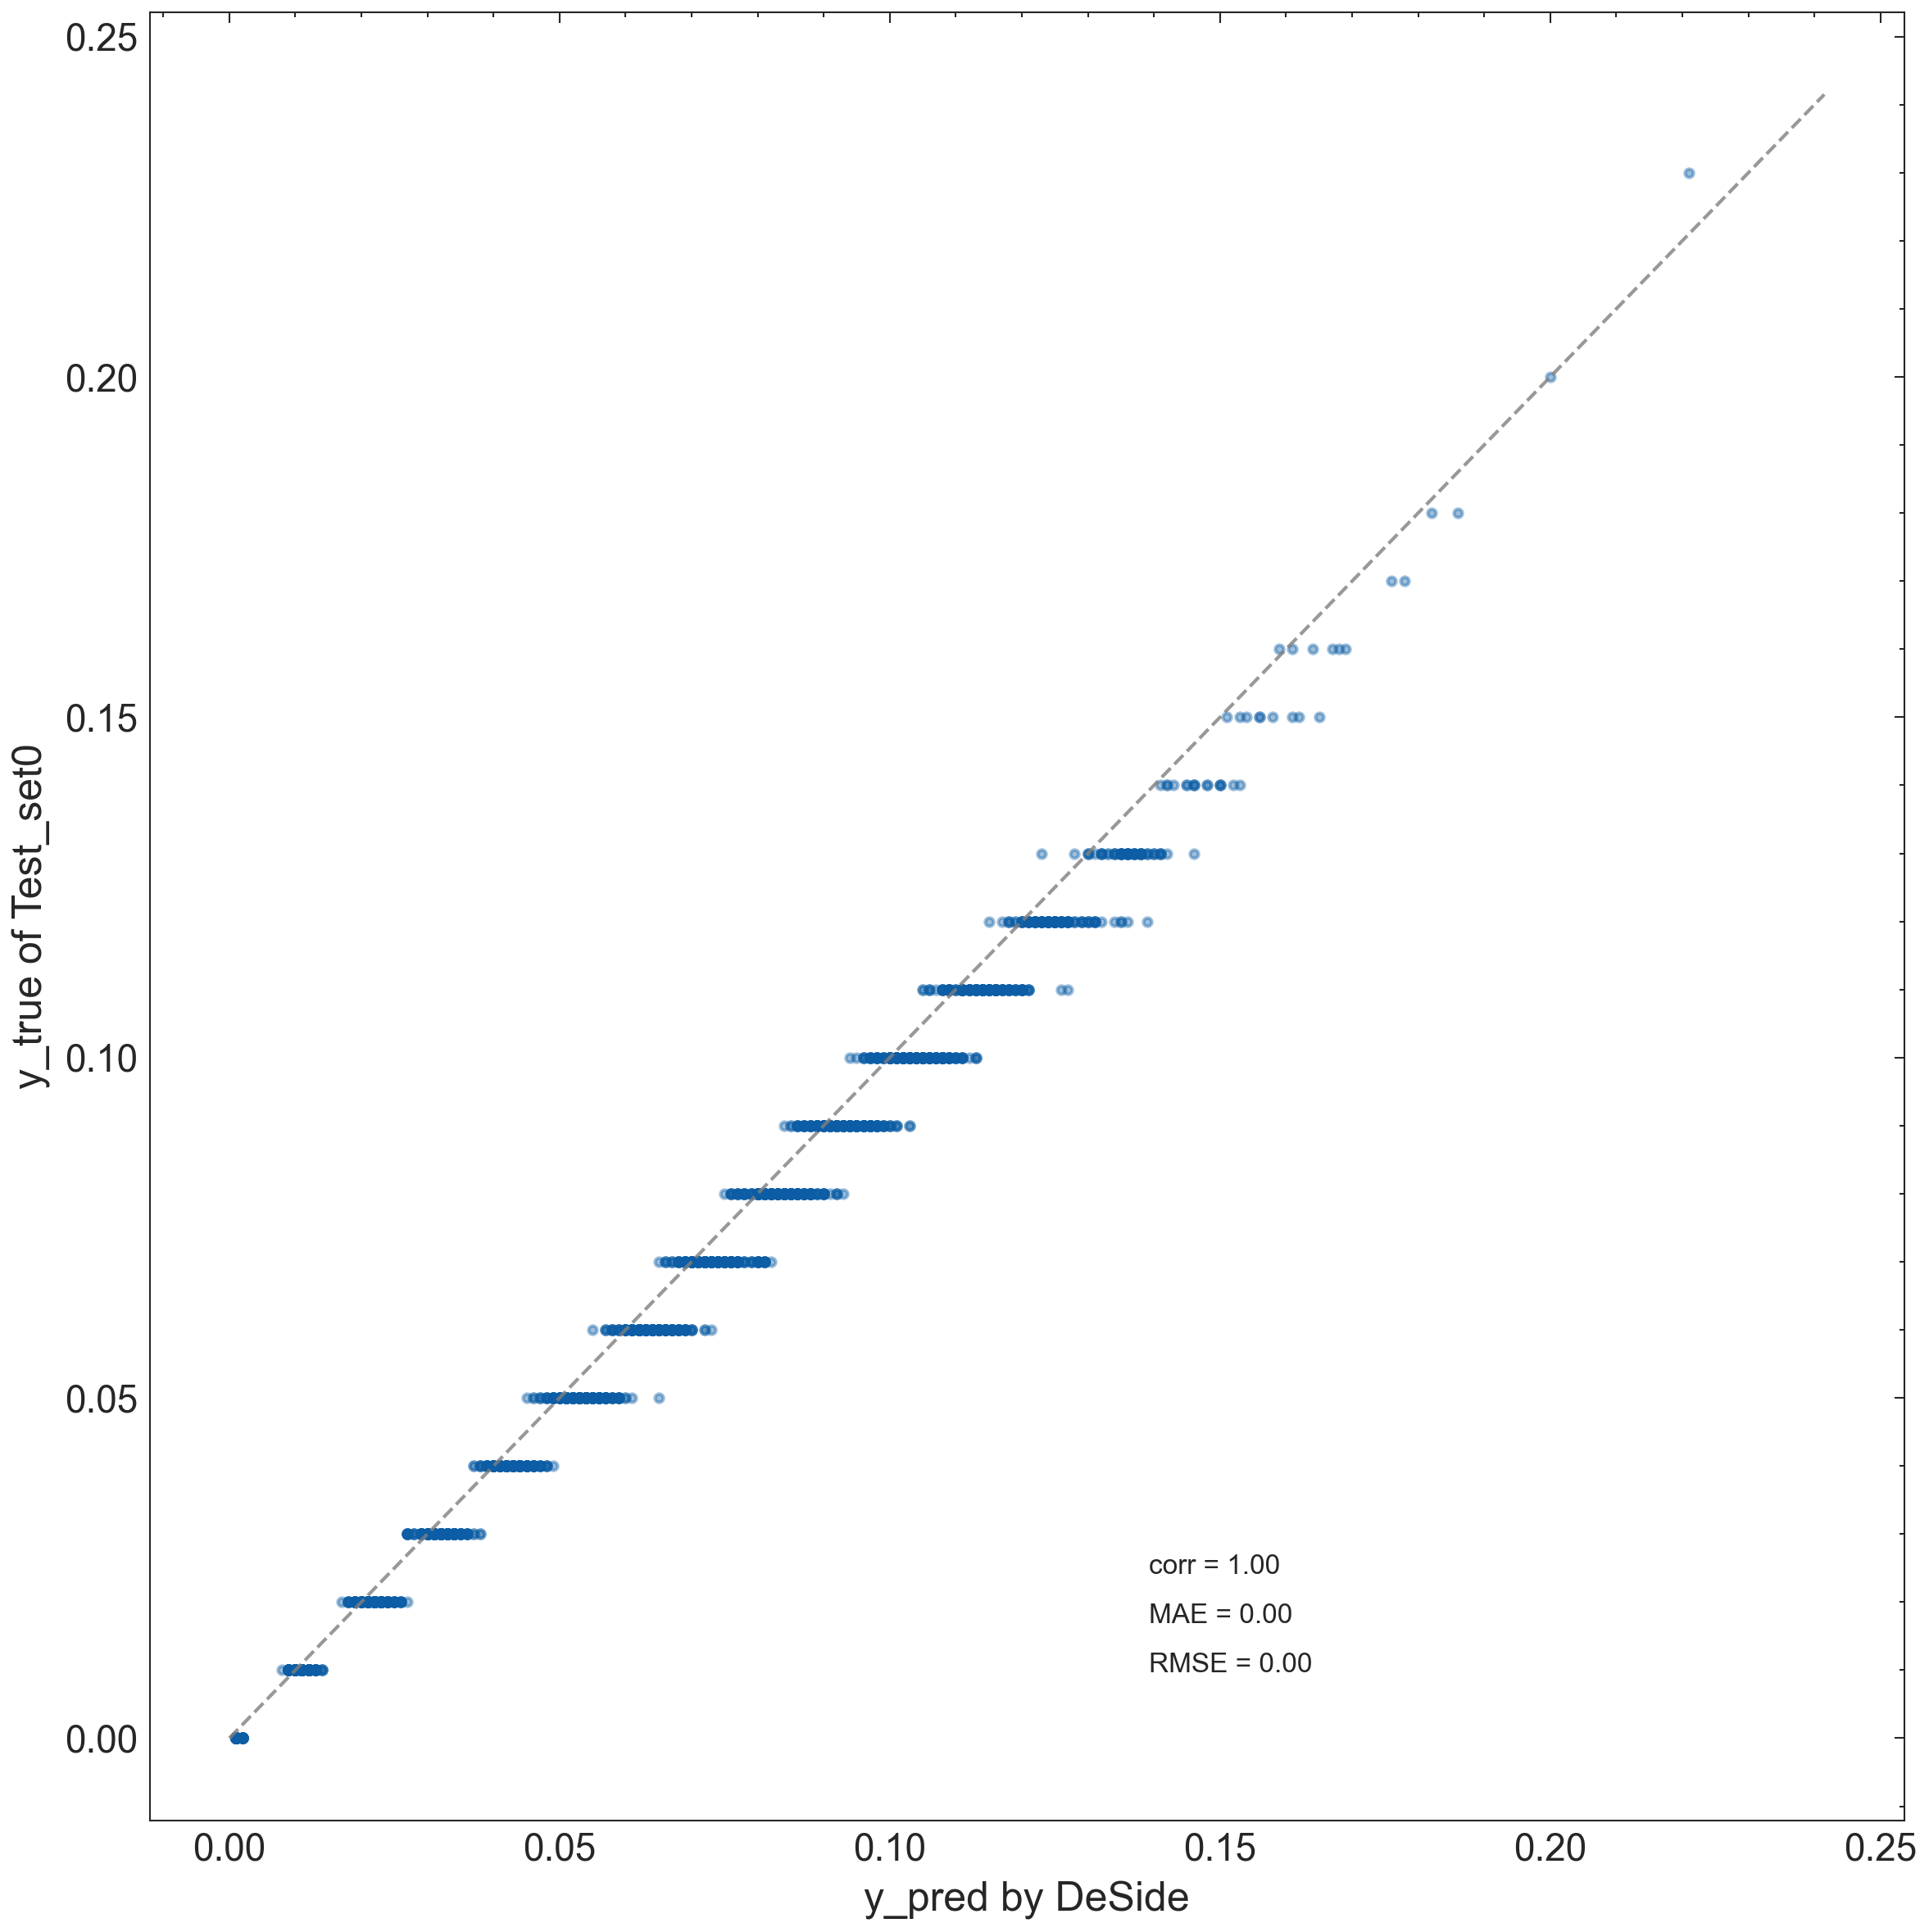 0.25
0.20
0.15
0.10
0.05
0.00
y_true of Test_set0
corr = 1.00
MAE = 0.00
RMSE = 0.00
0.00 0.05 0.10 0.15 0.20 0.25
y_pred by DeSide